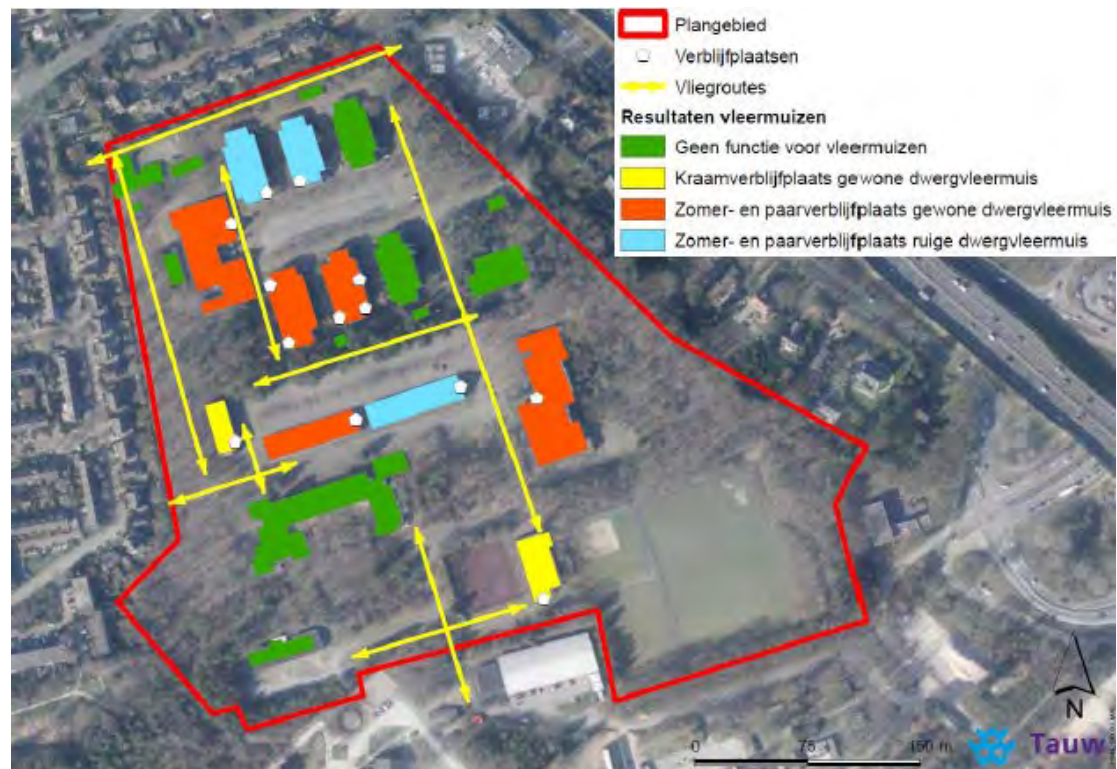 Plangebied
Verblijfplaatsen
Vliegroutes
Resultaten vleermuizen
Geen functie voor vleermuizen
Kraamverblijfplaats gewone dwergvleermuis
Zomer- en paarverblijfplaats gewone dwergvleermuis
Zomer- en paarverblijfplaats ruige dwergvleermuis
N
0 75 150 m
Tauw